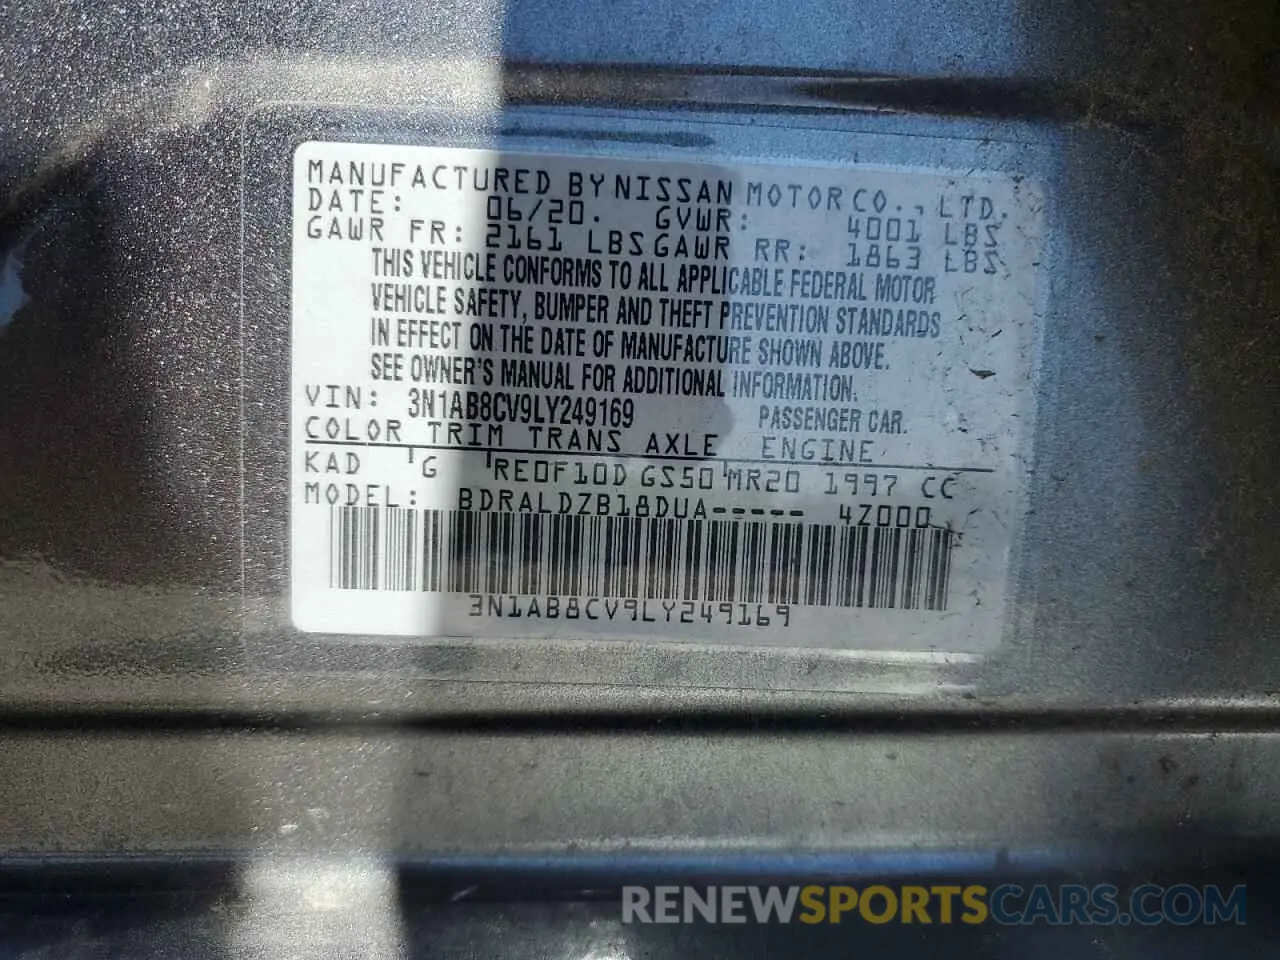 MANUFACTURED BY NISSAN MOTOR CO., LTD.
DATE: 06/20. GVWR: 4001 LBS
GAWR FR: 2161 LBS GAWR RR: 1863 LBS
THIS VEHICLE CONFORMS TO ALL APPLICABLE FEDERAL MOTOR
VEHICLE SAFETY, BUMPER AND THEFT PREVENTION STANDARDS
IN EFFECT ON THE DATE OF MANUFACTURE SHOWN ABOVE.
SEE OWNER'S MANUAL FOR ADDITIONAL INFORMATION.
VIN: 3N1AB8CV9LY249169 PASSENGER CAR.
COLOR TRIM TRANS AXLE ENGINE
KAD G RE0F10D GS50 MR20 1997 CC
MODEL: BDRALDZB18DUA----- 4Z000
3N1AB8CV9LY249169
RENEWSPORTSCARS.COM